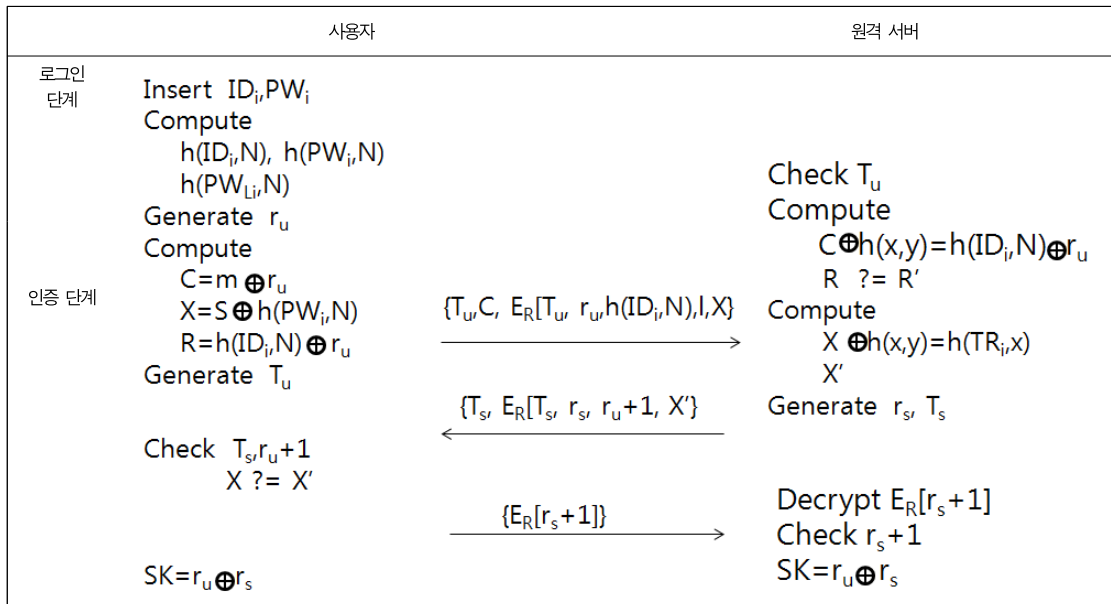 사용자
원격 서버
로그인
단계
Insert ID_i,PW_i
Compute
h(ID_i,N), h(PW_i,N)
h(PW_Li,N)
Generate r_u
인증 단계
Compute
C=m⊕r_u
X=S⊕h(PW_i,N)
R=h(ID_i,N)⊕r_u
Generate T_u
{T_u,C, E_R[T_u, r_u,h(ID_i,N),I,X}
Check T_u
Compute
C⊕h(x,y)=h(ID_i,N)⊕r_u
R ?= R'
Compute
X ⊕h(x,y)=h(TR_i,x)
X'
Generate r_s, T_s
{T_s, E_R[T_s, r_s, r_u+1, X'}
Check T_s,r_u+1
X ?= X'
{E_R[r_s+1]}
Decrypt E_R[r_s+1]
Check r_s+1
SK=r_u⊕r_s
SK=r_u⊕r_s